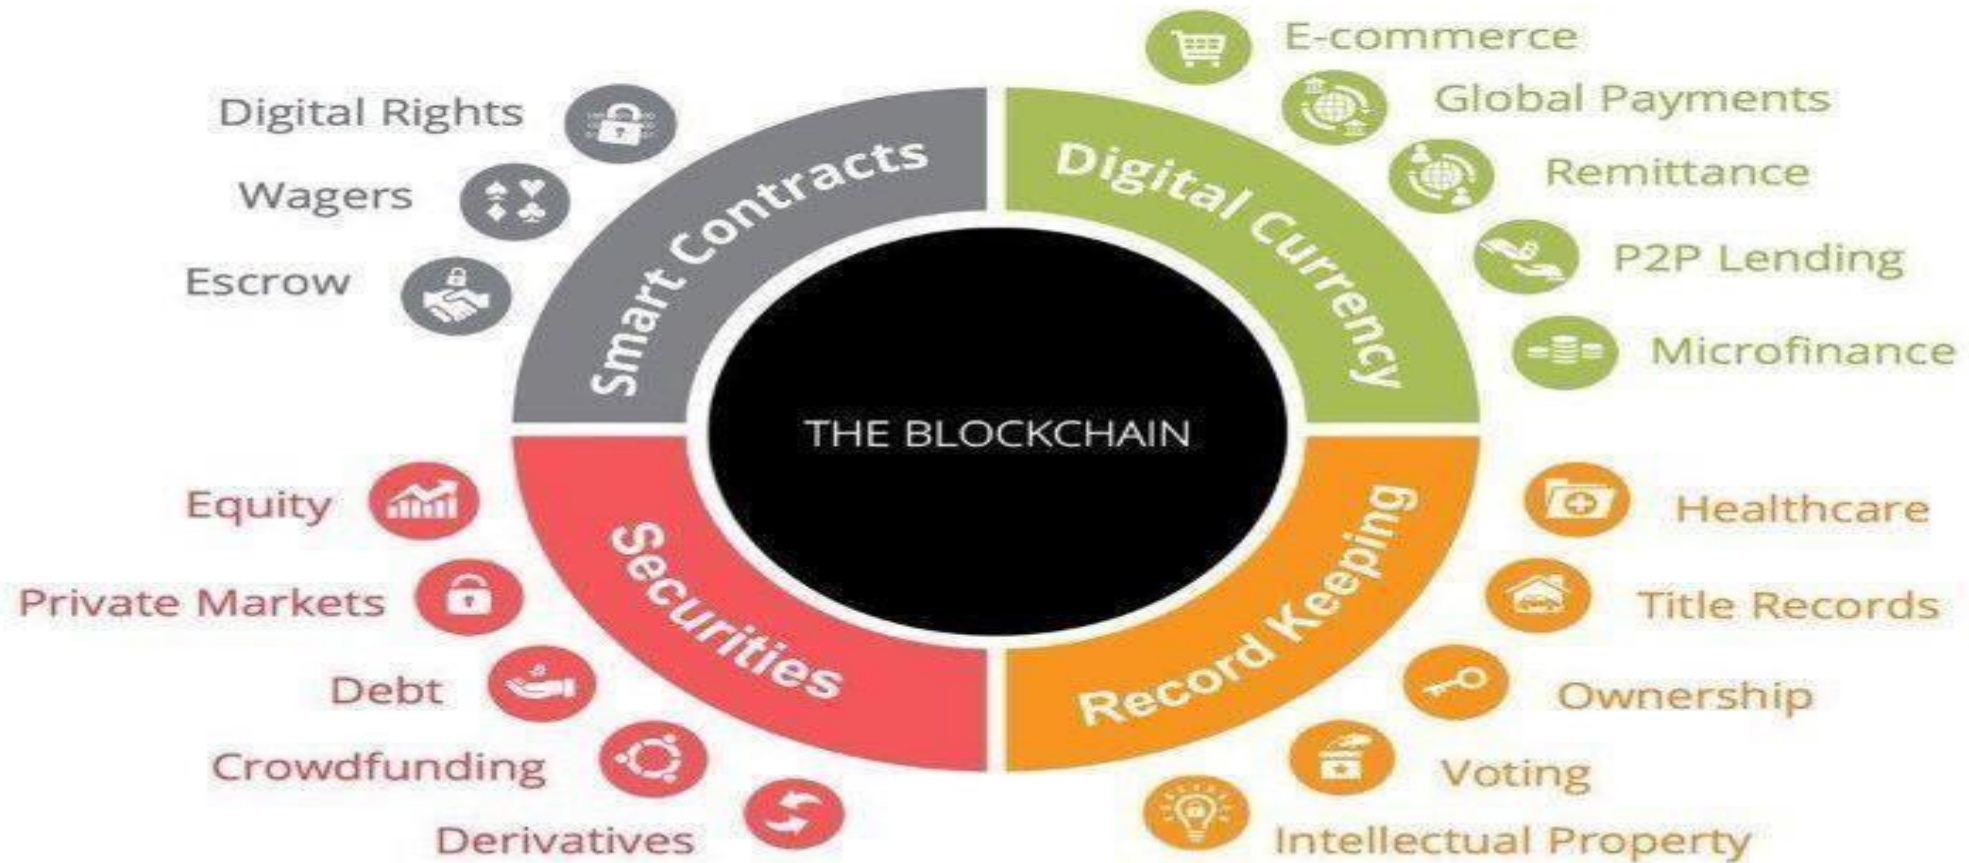 E-commerce
Global Payments
Remittance
P2P Lending
Microfinance
Digital Rights
Wagers
Escrow
Smart Contracts
Digital Currency
THE BLOCKCHAIN
Securities
Record Keeping
Equity
Private Markets
Debt
Crowdfunding
Derivatives
Healthcare
Title Records
Ownership
Voting
Intellectual Property